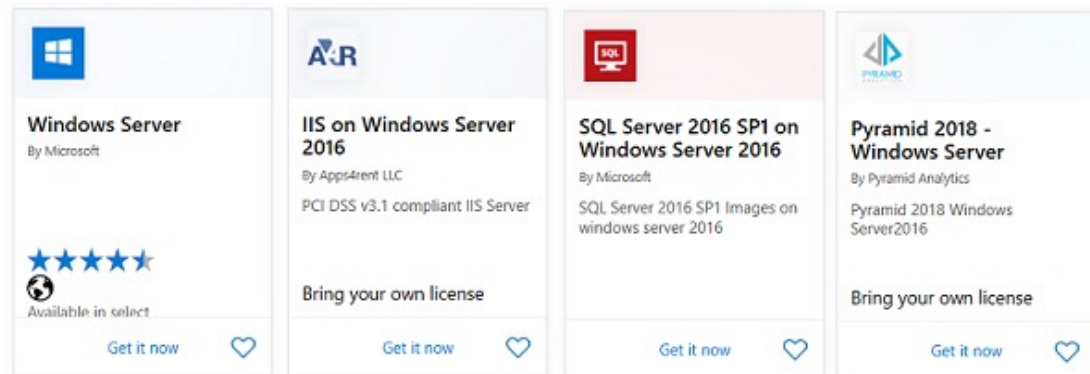 Windows Server
By Microsoft
Available in select
Get it now
A4R
IIS on Windows Server
2016
By Apps4rent LLC
PCI DSS v3.1 compliant IIS Server
Bring your own license
Get it now
SQL
SQL Server 2016 SP1 on
Windows Server 2016
By Microsoft
SQL Server 2016 SP1 Images on
windows server 2016
Get it now
PYRAMID
Pyramid 2018 -
Windows Server
By Pyramid Analytics
Pyramid 2018 Windows
Server2016
Bring your own license
Get it now